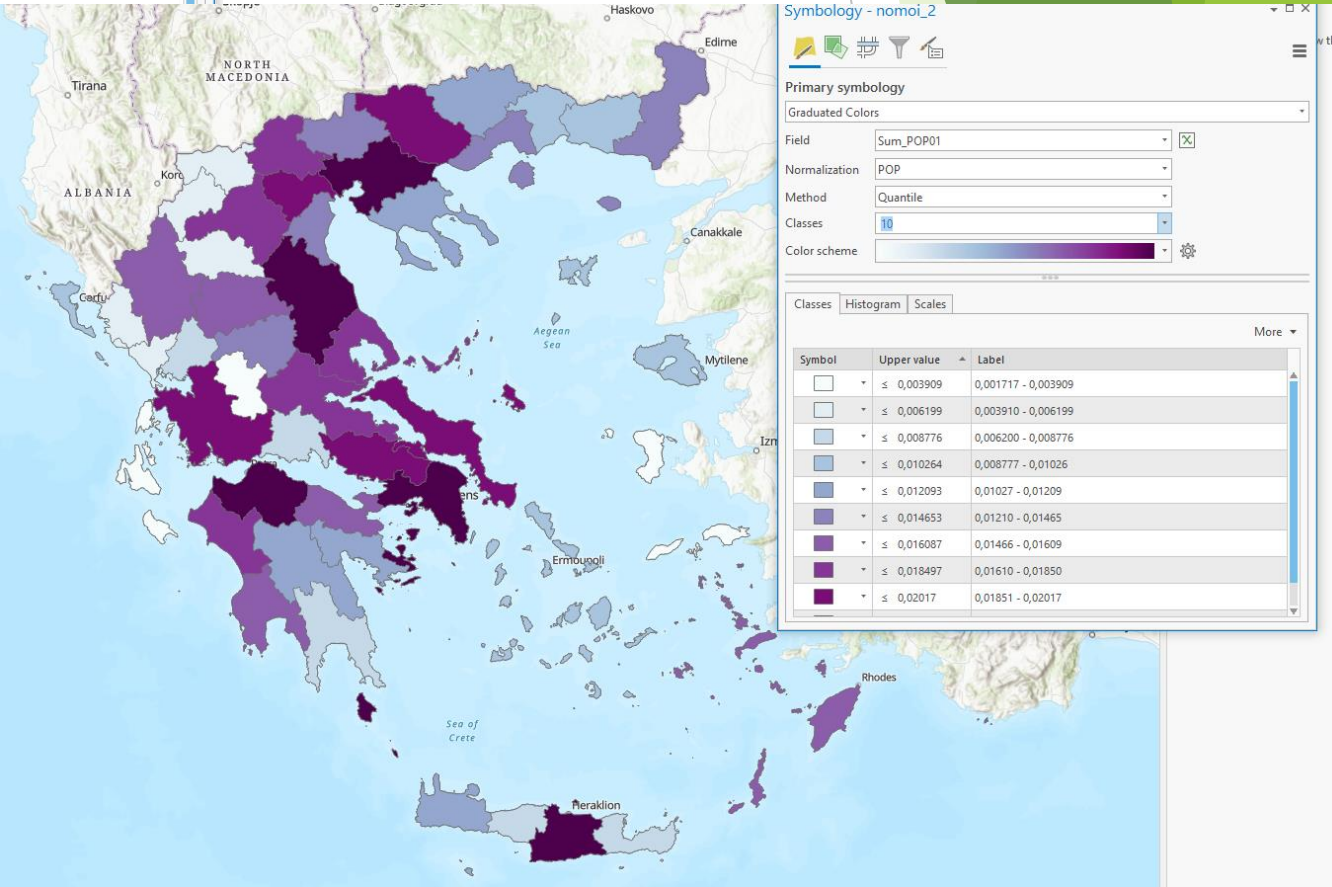 Haskovo
Edirne
NORTH
MACEDONIA
Tirana
ALBANIA
Canakkale
Corfu
Aegean
Sea
Mytilene
Ermoupoli
Rhodes
Sea of
Crete
Heraklion
Symbology - nomoi_2
Primary symbology
Graduated Colors
Field Sum_POP01
Normalization POP
Method Quantile
Classes 10
Color scheme
Classes Histogram Scales
More
Symbol Upper value Label
≤ 0,003909 0,001717 - 0,003909
≤ 0,006199 0,003910 - 0,006199
≤ 0,008776 0,006200 - 0,008776
≤ 0,010264 0,008777 - 0,01026
≤ 0,012093 0,01027 - 0,01209
≤ 0,014653 0,01210 - 0,01465
≤ 0,016087 0,01466 - 0,01609
≤ 0,018497 0,01610 - 0,01850
≤ 0,02017 0,01851 - 0,02017